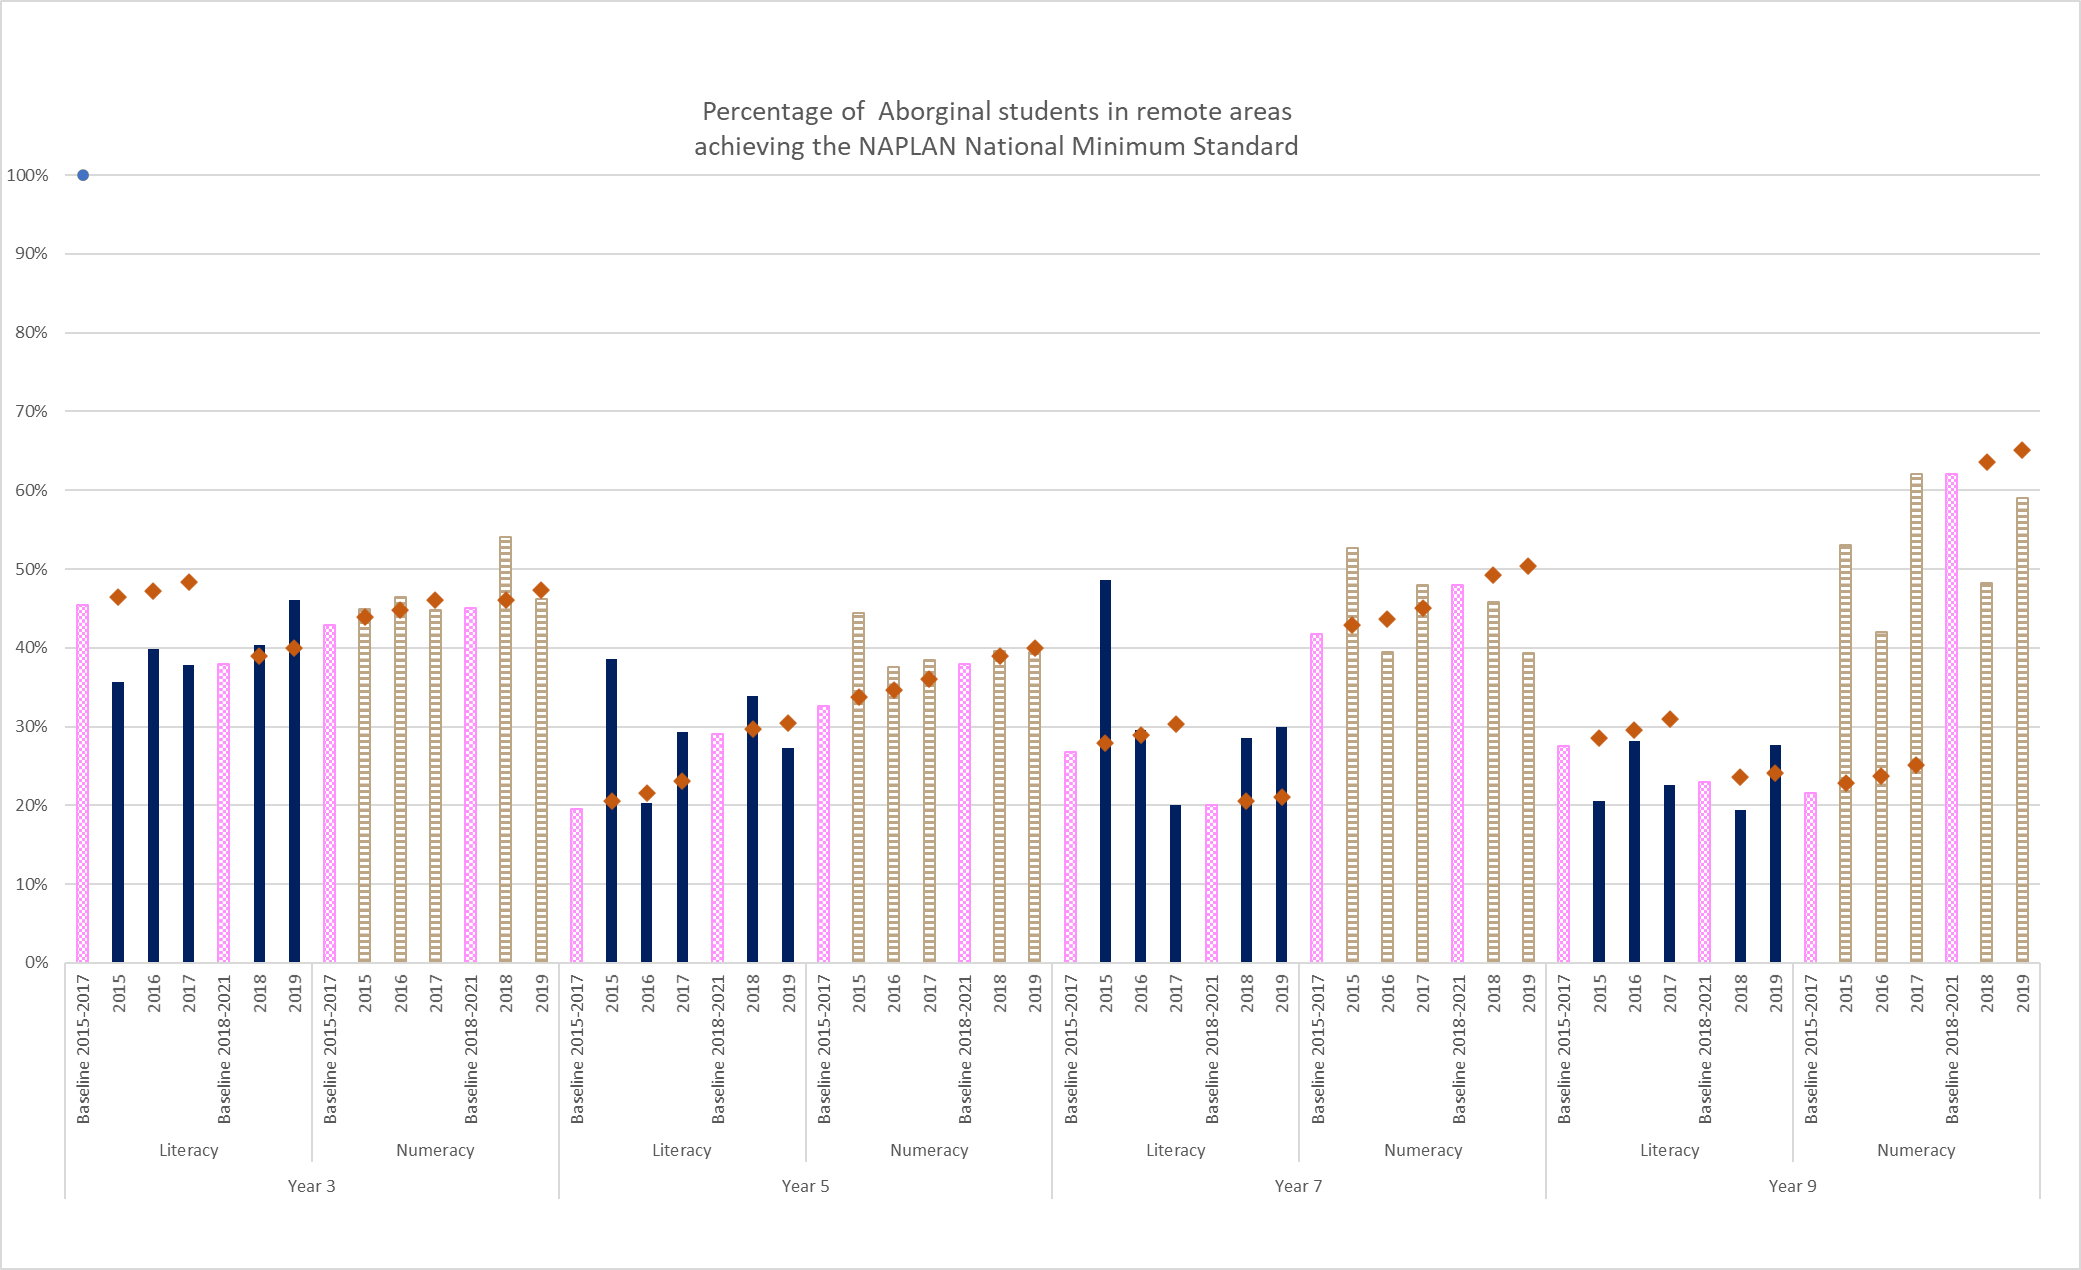 Percentage of  Aborginal students in remote areas
achieving the NAPLAN National Minimum Standard
100%
90%
80%
70%
60%
50%
40%
30%
20%
10%
0%
Baseline 2015-2017
2015
2016
2017
Baseline 2018-2021
2018
2019
Baseline 2015-2017
2015
2016
2017
Baseline 2018-2021
2018
2019
Baseline 2015-2017
2015
2016
2017
Baseline 2018-2021
2018
2019
Baseline 2015-2017
2015
2016
2017
Baseline 2018-2021
2018
2019
Baseline 2015-2017
2015
2016
2017
Baseline 2018-2021
2018
2019
Baseline 2015-2017
2015
2016
2017
Baseline 2018-2021
2018
2019
Baseline 2015-2017
2015
2016
2017
Baseline 2018-2021
2018
2019
Baseline 2015-2017
2015
2016
2017
Baseline 2018-2021
2018
2019
Literacy
Numeracy
Literacy
Numeracy
Literacy
Numeracy
Literacy
Numeracy
Year 3
Year 5
Year 7
Year 9